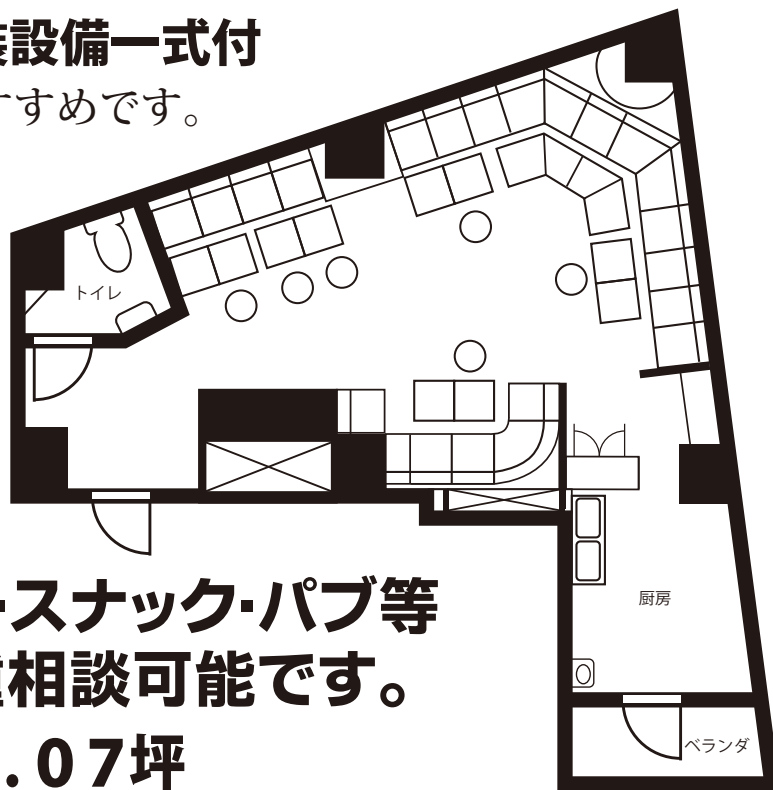 設備一式付
すすめです。
トイレ
・スナック・パブ等
相談可能です。
厨房
ベランダ
.07坪